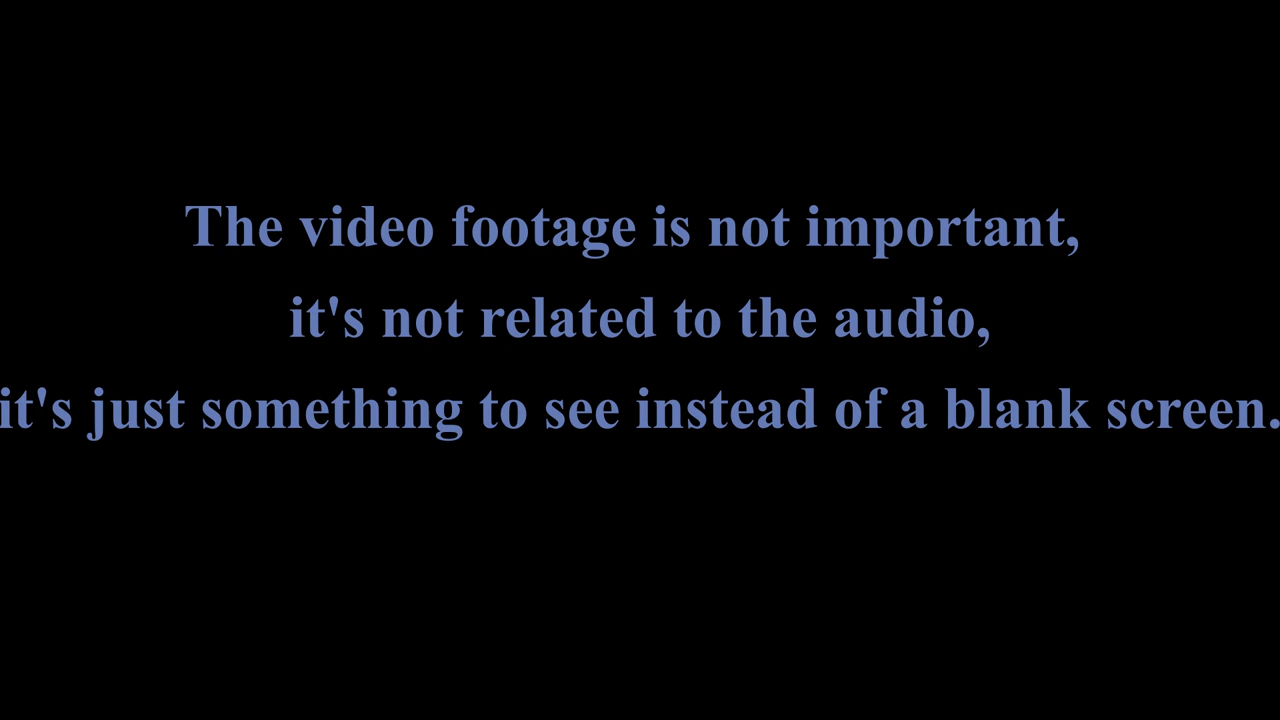 The video footage is not important,
it's not related to the audio,
it's just something to see instead of a blank screen.